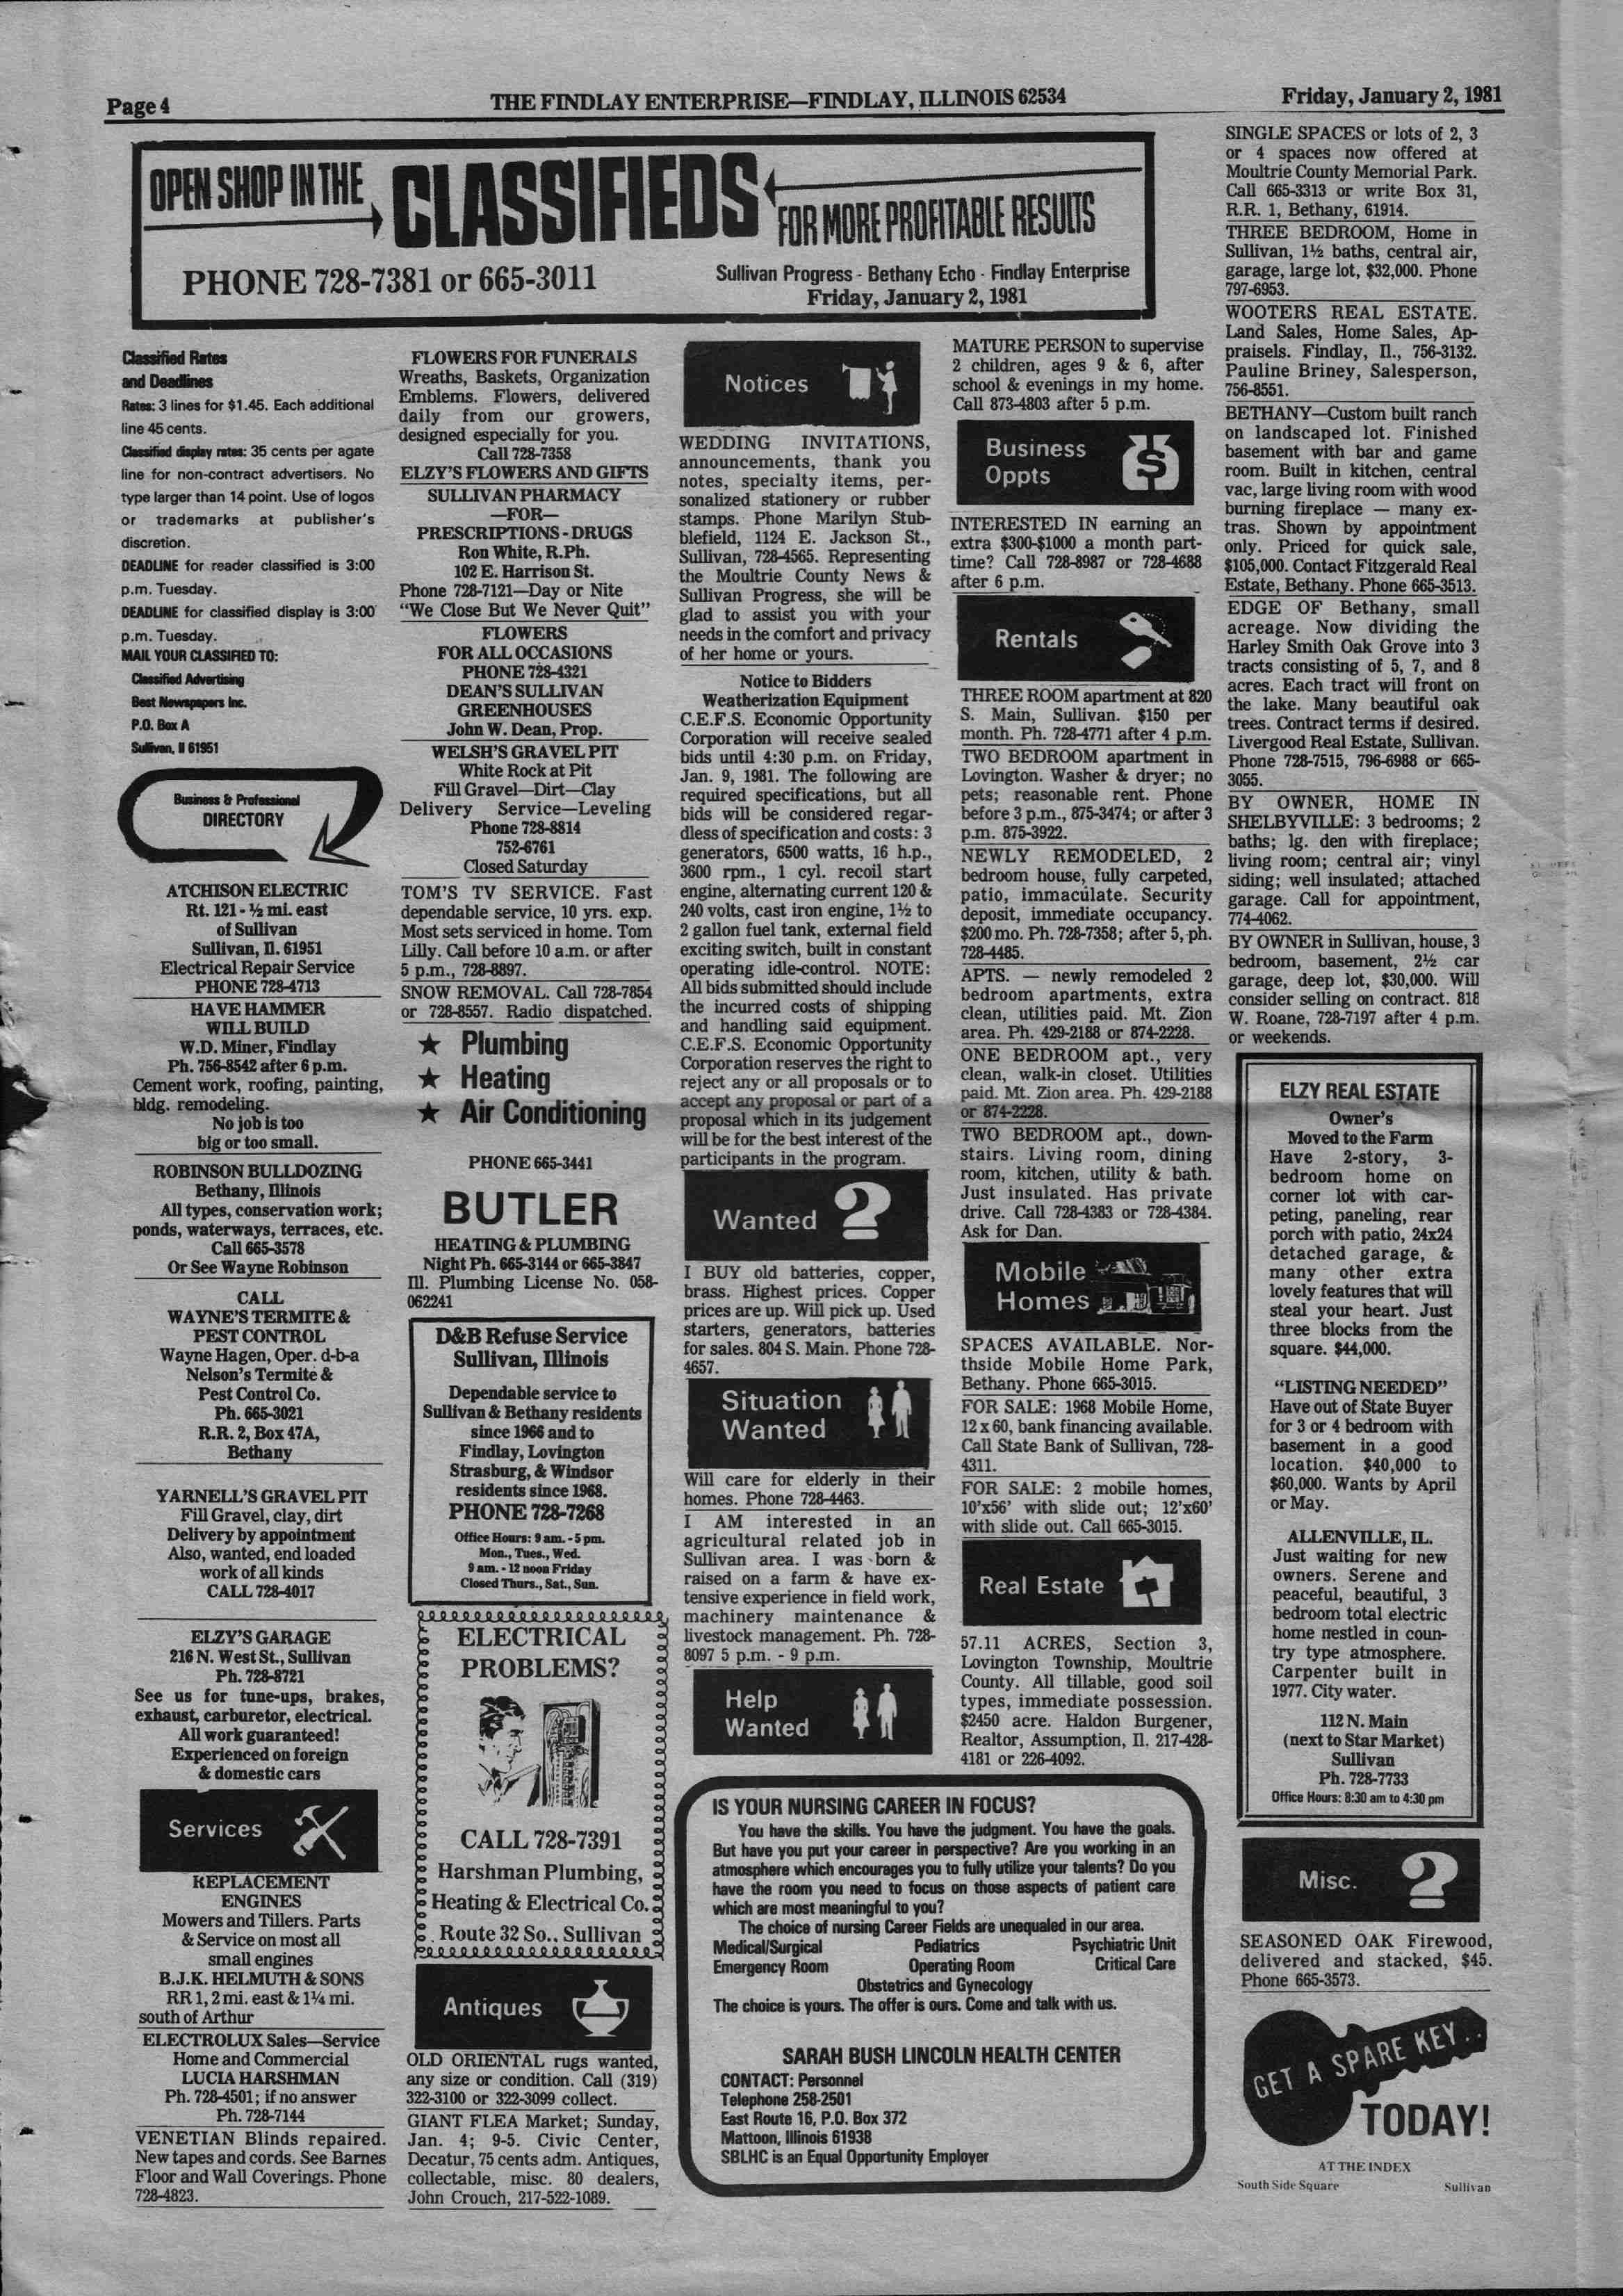 Page 4
THE FINDLAY ENTERPRISE—FINDLAY, ILLINOIS 62534
Friday, January 2, 1981
OPEN SHOP IN THE
CLASSIFIEDS
FOR MORE PROFITABLE RESULTS
PHONE 728-7381 or 665-3011
Sullivan Progress - Bethany Echo - Findlay Enterprise
Friday, January 2, 1981
Classified Rates
and Deadlines
Rates: 3 lines for $1.45. Each additional
line 45 cents.
Classified display rates: 35 cents per agate
line for non-contract advertisers. No
type larger than 14 point. Use of logos
or trademarks at publisher's
discretion.
DEADLINE for reader classified is 3:00
p.m. Tuesday.
DEADLINE for classified display is 3:00
p.m. Tuesday.
MAIL YOUR CLASSIFIED TO:
Classified Advertising
Best Newspapers Inc.
P.O. Box A
Sullivan, Il 61951
Business & Professional
DIRECTORY
ATCHISON ELECTRIC
Rt. 121 - ½ mi. east
of Sullivan
Sullivan, Il. 61951
Electrical Repair Service
PHONE 728-4713
HAVE HAMMER
WILL BUILD
W.D. Miner, Findlay
Ph. 756-8542 after 6 p.m.
Cement work, roofing, painting,
bldg. remodeling.
No job is too
big or too small.
ROBINSON BULLDOZING
Bethany, Illinois
All types, conservation work;
ponds, waterways, terraces, etc.
Call 665-3578
Or See Wayne Robinson
CALL
WAYNE'S TERMITE &
PEST CONTROL
Wayne Hagen, Oper. d-b-a
Nelson's Termite &
Pest Control Co.
Ph. 665-3021
R.R. 2, Box 47A,
Bethany
YARNELL'S GRAVEL PIT
Fill Gravel, clay, dirt
Delivery by appointment
Also, wanted, end loaded
work of all kinds
CALL 728-4017
ELZY'S GARAGE
216 N. West St., Sullivan
Ph. 728-8721
See us for tune-ups, brakes,
exhaust, carburetor, electrical.
All work guaranteed!
Experienced on foreign
& domestic cars
Services
REPLACEMENT
ENGINES
Mowers and Tillers. Parts
& Service on most all
small engines
B.J.K. HELMUTH & SONS
RR 1, 2 mi. east & 1¼ mi.
south of Arthur
ELECTROLUX Sales—Service
Home and Commercial
LUCIA HARSHMAN
Ph. 728-4501; if no answer
Ph. 728-7144
VENETIAN Blinds repaired.
New tapes and cords. See Barnes
Floor and Wall Coverings. Phone
728-4823.
FLOWERS FOR FUNERALS
Wreaths, Baskets, Organization
Emblems. Flowers, delivered
daily from our growers,
designed especially for you.
Call 728-7358
ELZY'S FLOWERS AND GIFTS
SULLIVAN PHARMACY
—FOR—
PRESCRIPTIONS - DRUGS
Ron White, R.Ph.
102 E. Harrison St.
Phone 728-7121—Day or Nite
"We Close But We Never Quit"
FLOWERS
FOR ALL OCCASIONS
PHONE 728-4321
DEAN'S SULLIVAN
GREENHOUSES
John W. Dean, Prop.
WELSH'S GRAVEL PIT
White Rock at Pit
Fill Gravel—Dirt—Clay
Delivery Service—Leveling
Phone 728-8814
752-6761
Closed Saturday
TOM'S TV SERVICE. Fast
dependable service, 10 yrs. exp.
Most sets serviced in home. Tom
Lilly. Call before 10 a.m. or after
5 p.m., 728-8897.
SNOW REMOVAL. Call 728-7854
or 728-8557. Radio dispatched.
★ Plumbing
★ Heating
★ Air Conditioning
PHONE 665-3441
BUTLER
HEATING & PLUMBING
Night Ph. 665-3144 or 665-3847
Ill. Plumbing License No. 058-
062241
D&B Refuse Service
Sullivan, Illinois
Dependable service to
Sullivan & Bethany residents
since 1966 and to
Findlay, Lovington
Strasburg, & Windsor
residents since 1968.
PHONE 728-7268
Office Hours: 9 am. - 5 pm.
Mon., Tues., Wed.
9 am. - 12 noon Friday
Closed Thurs., Sat., Sun.
ELECTRICAL
PROBLEMS?
CALL 728-7391
Harshman Plumbing,
Heating & Electrical Co.
Route 32 So., Sullivan
Antiques
OLD ORIENTAL rugs wanted,
any size or condition. Call (319)
322-3100 or 322-3099 collect.
GIANT FLEA Market; Sunday,
Jan. 4; 9-5. Civic Center,
Decatur, 75 cents adm. Antiques,
collectable, misc. 80 dealers,
John Crouch, 217-522-1089.
Notices
WEDDING INVITATIONS,
announcements, thank you
notes, specialty items, per-
sonalized stationery or rubber
stamps. Phone Marilyn Stub-
blefield, 1124 E. Jackson St.,
Sullivan, 728-4565. Representing
the Moultrie County News &
Sullivan Progress, she will be
glad to assist you with your
needs in the comfort and privacy
of her home or yours.
Notice to Bidders
Weatherization Equipment
C.E.F.S. Economic Opportunity
Corporation will receive sealed
bids until 4:30 p.m. on Friday,
Jan. 9, 1981. The following are
required specifications, but all
bids will be considered regar-
dless of specification and costs: 3
generators, 6500 watts, 16 h.p.,
3600 rpm., 1 cyl. recoil start
engine, alternating current 120 &
240 volts, cast iron engine, 1½ to
2 gallon fuel tank, external field
exciting switch, built in constant
operating idle-control. NOTE:
All bids submitted should include
the incurred costs of shipping
and handling said equipment.
C.E.F.S. Economic Opportunity
Corporation reserves the right to
reject any or all proposals or to
accept any proposal or part of a
proposal which in its judgement
will be for the best interest of the
participants in the program.
Wanted
I BUY old batteries, copper,
brass. Highest prices. Copper
prices are up. Will pick up. Used
starters, generators, batteries
for sales. 804 S. Main. Phone 728-
4657.
Situation
Wanted
Will care for elderly in their
homes. Phone 728-4463.
I AM interested in an
agricultural related job in
Sullivan area. I was born &
raised on a farm & have ex-
tensive experience in field work,
machinery maintenance &
livestock management. Ph. 728-
8097 5 p.m. - 9 p.m.
Help
Wanted
MATURE PERSON to supervise
2 children, ages 9 & 6, after
school & evenings in my home.
Call 873-4803 after 5 p.m.
Business
Oppts
INTERESTED IN earning an
extra $300-$1000 a month part-
time? Call 728-8987 or 728-4688
after 6 p.m.
Rentals
THREE ROOM apartment at 820
S. Main, Sullivan. $150 per
month. Ph. 728-4771 after 4 p.m.
TWO BEDROOM apartment in
Lovington. Washer & dryer; no
pets; reasonable rent. Phone
before 3 p.m., 875-3474; or after 3
p.m. 875-3922.
NEWLY REMODELED, 2
bedroom house, fully carpeted,
patio, immaculate. Security
deposit, immediate occupancy.
$200 mo. Ph. 728-7358; after 5, ph.
728-4485.
APTS. — newly remodeled 2
bedroom apartments, extra
clean, utilities paid. Mt. Zion
area. Ph. 429-2188 or 874-2228.
ONE BEDROOM apt., very
clean, walk-in closet. Utilities
paid. Mt. Zion area. Ph. 429-2188
or 874-2228.
TWO BEDROOM apt., down-
stairs. Living room, dining
room, kitchen, utility & bath.
Just insulated. Has private
drive. Call 728-4383 or 728-4384.
Ask for Dan.
Mobile
Homes
SPACES AVAILABLE. Nor-
thside Mobile Home Park,
Bethany. Phone 665-3015.
FOR SALE: 1968 Mobile Home,
12 x 60, bank financing available.
Call State Bank of Sullivan, 728-
4311.
FOR SALE: 2 mobile homes,
10'x56' with slide out; 12'x60'
with slide out. Call 665-3015.
Real Estate
57.11 ACRES, Section 3,
Lovington Township, Moultrie
County. All tillable, good soil
types, immediate possession.
$2450 acre. Haldon Burgener,
Realtor, Assumption, Il. 217-428-
4181 or 226-4092.
IS YOUR NURSING CAREER IN FOCUS?
You have the skills. You have the judgment. You have the goals.
But have you put your career in perspective? Are you working in an
atmosphere which encourages you to fully utilize your talents? Do you
have the room you need to focus on those aspects of patient care
which are most meaningful to you?
The choice of nursing Career Fields are unequaled in our area.
Medical/Surgical Pediatrics Psychiatric Unit
Emergency Room Operating Room Critical Care
Obstetrics and Gynecology
The choice is yours. The offer is ours. Come and talk with us.
SARAH BUSH LINCOLN HEALTH CENTER
CONTACT: Personnel
Telephone 258-2501
East Route 16, P.O. Box 372
Mattoon, Illinois 61938
SBLHC is an Equal Opportunity Employer
SINGLE SPACES or lots of 2, 3
or 4 spaces now offered at
Moultrie County Memorial Park.
Call 665-3313 or write Box 31,
R.R. 1, Bethany, 61914.
THREE BEDROOM, Home in
Sullivan, 1½ baths, central air,
garage, large lot, $32,000. Phone
797-6953.
WOOTERS REAL ESTATE.
Land Sales, Home Sales, Ap-
praisels. Findlay, Il., 756-3132.
Pauline Briney, Salesperson,
756-8551.
BETHANY—Custom built ranch
on landscaped lot. Finished
basement with bar and game
room. Built in kitchen, central
vac, large living room with wood
burning fireplace — many ex-
tras. Shown by appointment
only. Priced for quick sale,
$105,000. Contact Fitzgerald Real
Estate, Bethany. Phone 665-3513.
EDGE OF Bethany, small
acreage. Now dividing the
Harley Smith Oak Grove into 3
tracts consisting of 5, 7, and 8
acres. Each tract will front on
the lake. Many beautiful oak
trees. Contract terms if desired.
Livergood Real Estate, Sullivan.
Phone 728-7515, 796-6988 or 665-
3055.
BY OWNER, HOME IN
SHELBYVILLE: 3 bedrooms; 2
baths; lg. den with fireplace;
living room; central air; vinyl
siding; well insulated; attached
garage. Call for appointment,
774-4062.
BY OWNER in Sullivan, house, 3
bedroom, basement, 2½ car
garage, deep lot, $30,000. Will
consider selling on contract. 818
W. Roane, 728-7197 after 4 p.m.
or weekends.
ELZY REAL ESTATE
Owner's
Moved to the Farm
Have 2-story, 3-
bedroom home on
corner lot with car-
peting, paneling, rear
porch with patio, 24x24
detached garage, &
many other extra
lovely features that will
steal your heart. Just
three blocks from the
square. $44,000.
"LISTING NEEDED"
Have out of State Buyer
for 3 or 4 bedroom with
basement in a good
location. $40,000 to
$60,000. Wants by April
or May.
ALLENVILLE, IL.
Just waiting for new
owners. Serene and
peaceful, beautiful, 3
bedroom total electric
home nestled in coun-
try type atmosphere.
Carpenter built in
1977. City water.
112 N. Main
(next to Star Market)
Sullivan
Ph. 728-7733
Office Hours: 8:30 am to 4:30 pm
Misc.
SEASONED OAK Firewood,
delivered and stacked, $45.
Phone 665-3573.
GET A SPARE KEY...
TODAY!
AT THE INDEX
South Side Square Sullivan